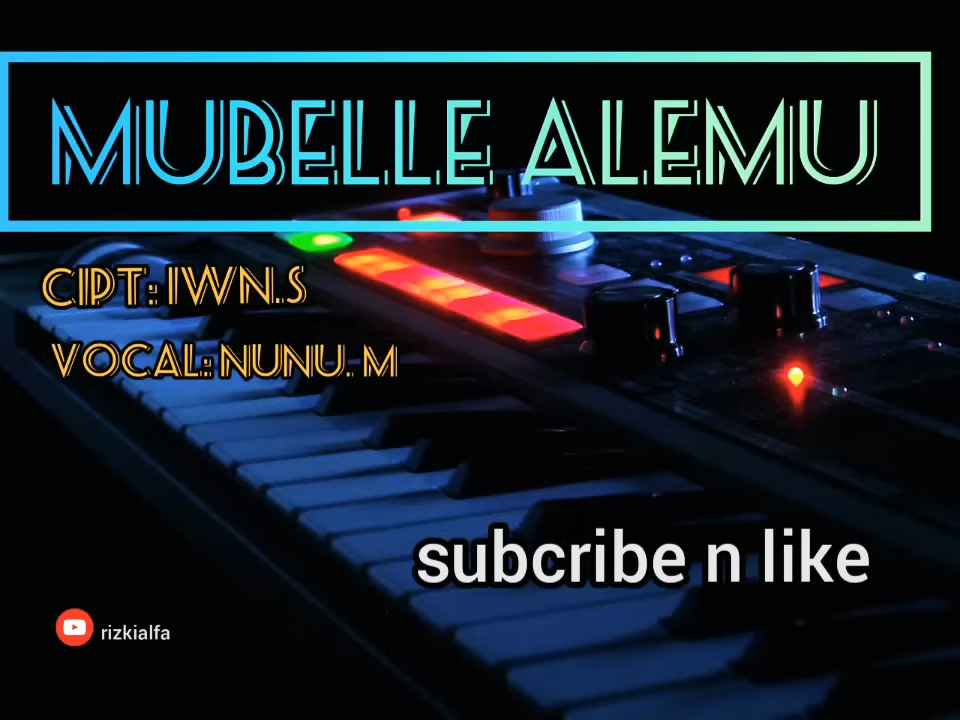 MUBELLE ALEMU
CIPT: IWN.S
VOCAL: NUNU. M
subcribe n like
rizkialfa